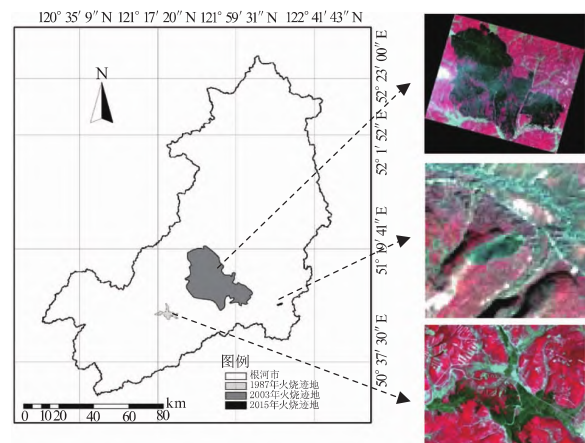 120° 35′ 9″ E 121° 17′ 20″ E 121° 59′ 31″ E 122° 41′ 43″ E
N
52° 23′ 00″ E
52° 1′ 52″ E
51° 19′ 41″ E
50° 37′ 30″ E
图例
根河市
1987年火烧迹地
2003年火烧迹地
2015年火烧迹地
km
0 10 20 40 60 80